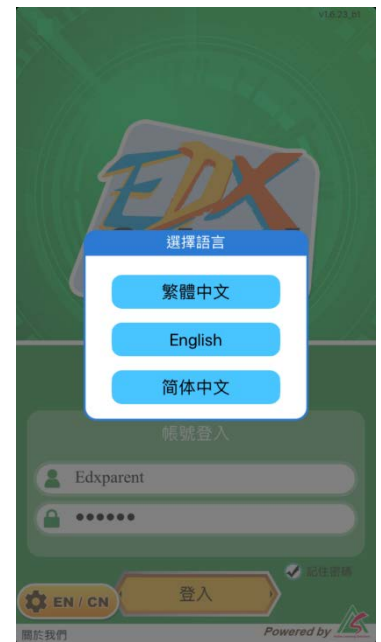 v1.6.23_bt
EDX
選擇語言
繁體中文
English
简体中文
帳號登入
Edxparent
••••••
記住密碼
EN / CN
登入
關於我們
Powered by